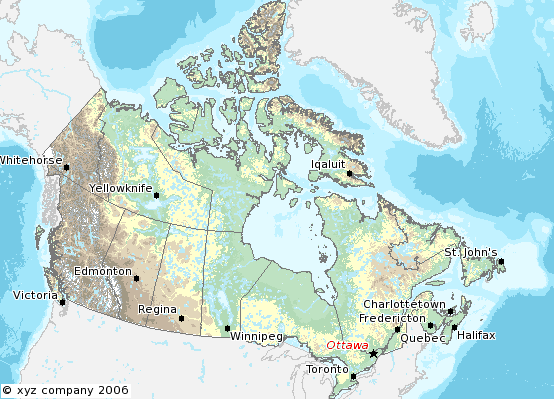 Whitehorse
Iqaluit
Yellowknife
St. John's
Edmonton
Victoria
Charlottetown
Regina
Fredericton
Winnipeg
Quebec
Halifax
Ottawa
Toronto
© xyz company 2006